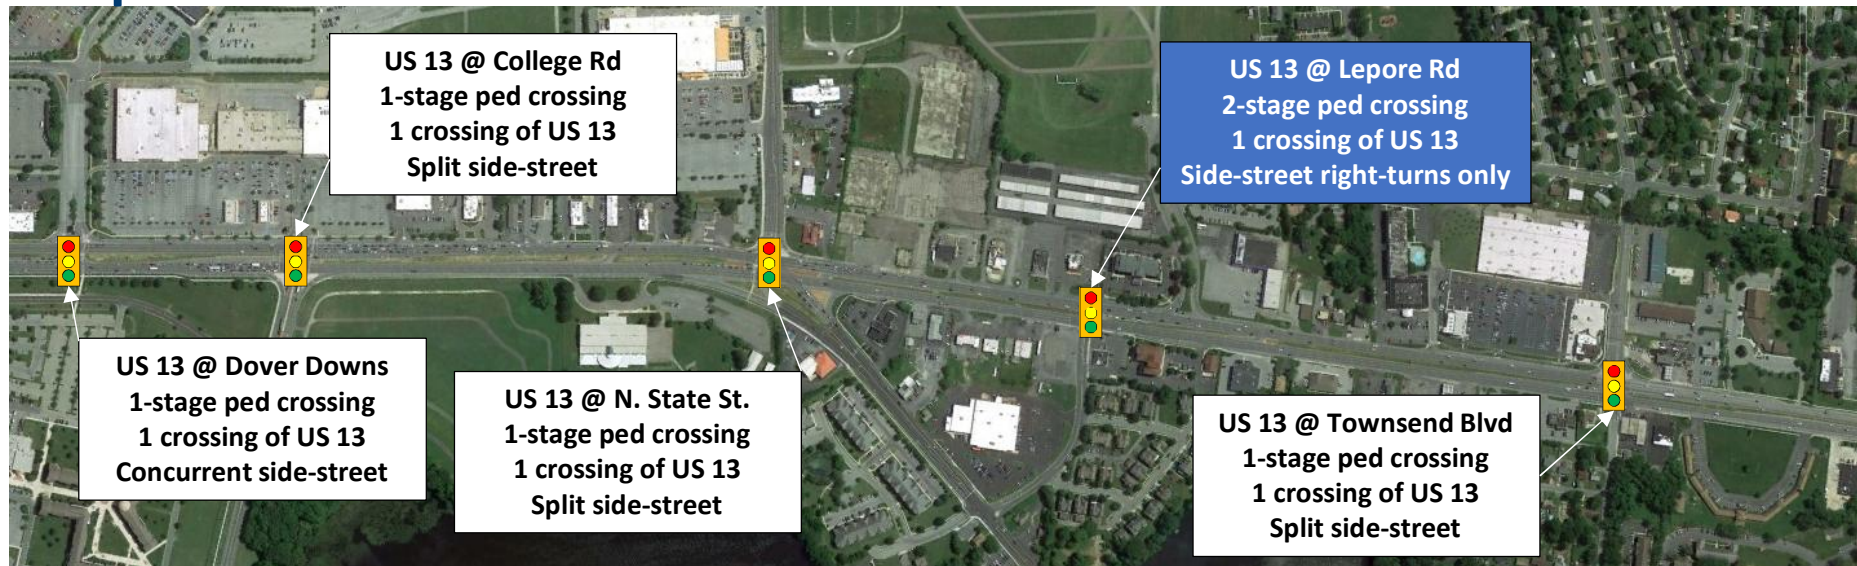 US 13 @ College Rd
1-stage ped crossing
1 crossing of US 13
Split side-street
US 13 @ Lepore Rd
2-stage ped crossing
1 crossing of US 13
Side-street right-turns only
US 13 @ Dover Downs
1-stage ped crossing
1 crossing of US 13
Concurrent side-street
US 13 @ N. State St.
1-stage ped crossing
1 crossing of US 13
Split side-street
US 13 @ Townsend Blvd
1-stage ped crossing
1 crossing of US 13
Split side-street